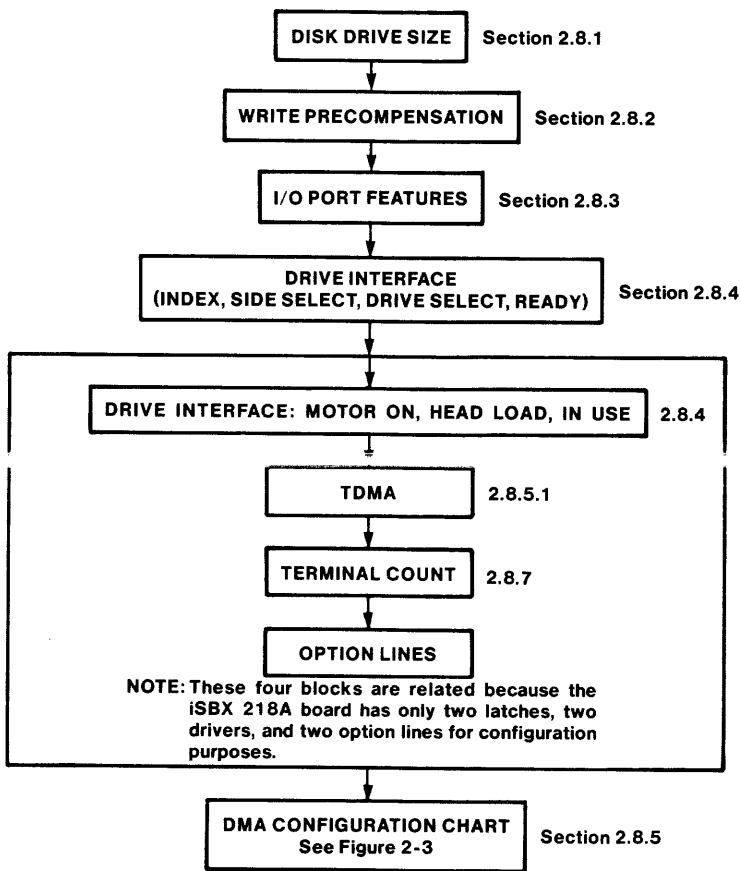 DISK DRIVE SIZE Section 2.8.1
WRITE PRECOMPENSATION Section 2.8.2
I/O PORT FEATURES Section 2.8.3
DRIVE INTERFACE
(INDEX, SIDE SELECT, DRIVE SELECT, READY) Section 2.8.4
DRIVE INTERFACE: MOTOR ON, HEAD LOAD, IN USE 2.8.4
TDMA 2.8.5.1
TERMINAL COUNT 2.8.7
OPTION LINES
NOTE: These four blocks are related because the
iSBX 218A board has only two latches, two
drivers, and two option lines for configuration
purposes.
DMA CONFIGURATION CHART
See Figure 2-3 Section 2.8.5